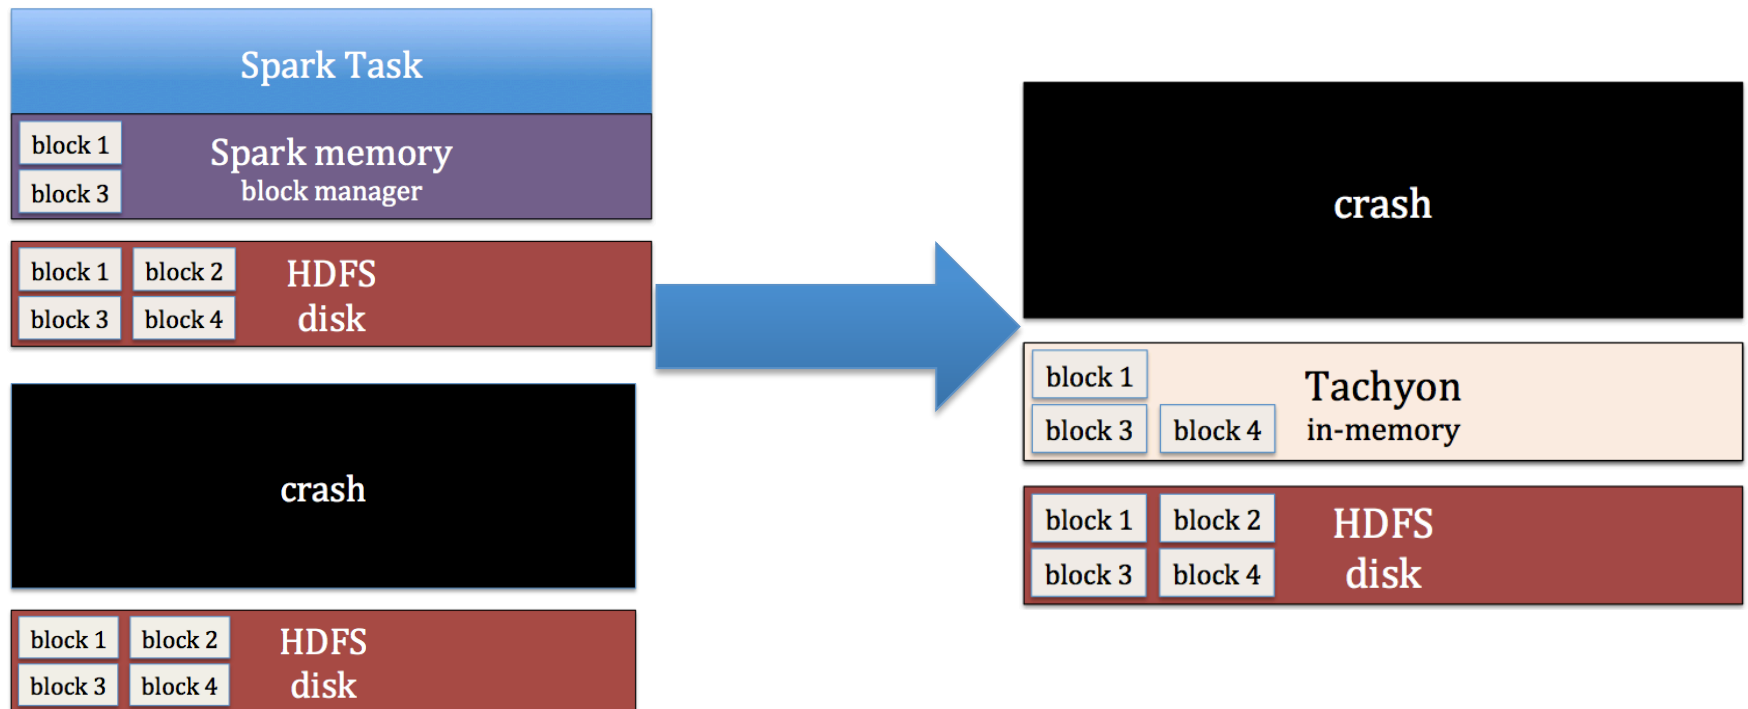 Spark Task
block 1
Spark memory
block manager
block 3
block 1 block 2
HDFS
block 3 block 4
disk
crash
block 1 block 2
HDFS
block 3 block 4
disk
crash
block 1
Tachyon
block 3 block 4
in-memory
block 1 block 2
HDFS
block 3 block 4
disk